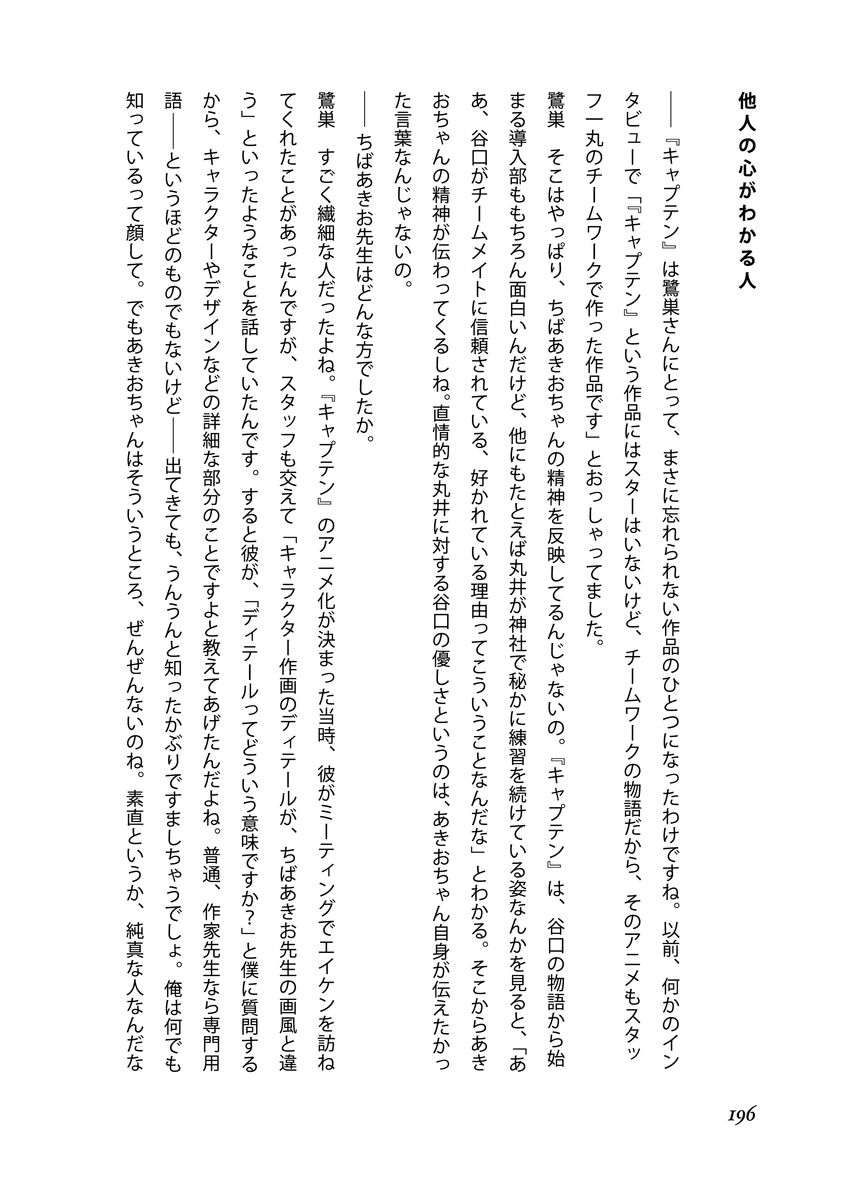 他人の心がわかる人
――『キャプテン』は鷺巣さんにとって、まさに忘れられない作品のひとつになったわけですね。以前、何かのイン
タビューで「『キャプテン』という作品にはスターはいないけど、チームワークの物語だから、そのアニメもスタッ
フ一丸のチームワークで作った作品です」とおっしゃってました。
鷺巣　そこはやっぱり、ちばあきおちゃんの精神を反映してるんじゃないの。『キャプテン』は、谷口の物語から始
まる導入部ももちろん面白いんだけど、他にもたとえば丸井が神社で秘かに練習を続けている姿なんかを見ると、「あ
あ、谷口がチームメイトに信頼されている、好かれている理由ってこういうことなんだな」とわかる。そこからあき
おちゃんの精神が伝わってくるしね。直情的な丸井に対する谷口の優しさというのは、あきおちゃん自身が伝えたかっ
た言葉なんじゃないの。
――ちばあきお先生はどんな方でしたか。
鷺巣　すごく繊細な人だったよね。『キャプテン』のアニメ化が決まった当時、彼がミーティングでエイケンを訪ね
てくれたことがあったんですが、スタッフも交えて「キャラクター作画のディテールが、ちばあきお先生の画風と違
う」といったようなことを話していたんです。すると彼が、「ディテールってどういう意味ですか？」と僕に質問する
から、キャラクターやデザインなどの詳細な部分のことですよと教えてあげたんだよね。普通、作家先生なら専門用
語――というほどのものでもないけど――出てきても、うんうんと知ったかぶりですましちゃうでしょ。俺は何でも
知っているって顔して。でもあきおちゃんはそういうところ、ぜんぜんないのね。素直というか、純真な人なんだな
196